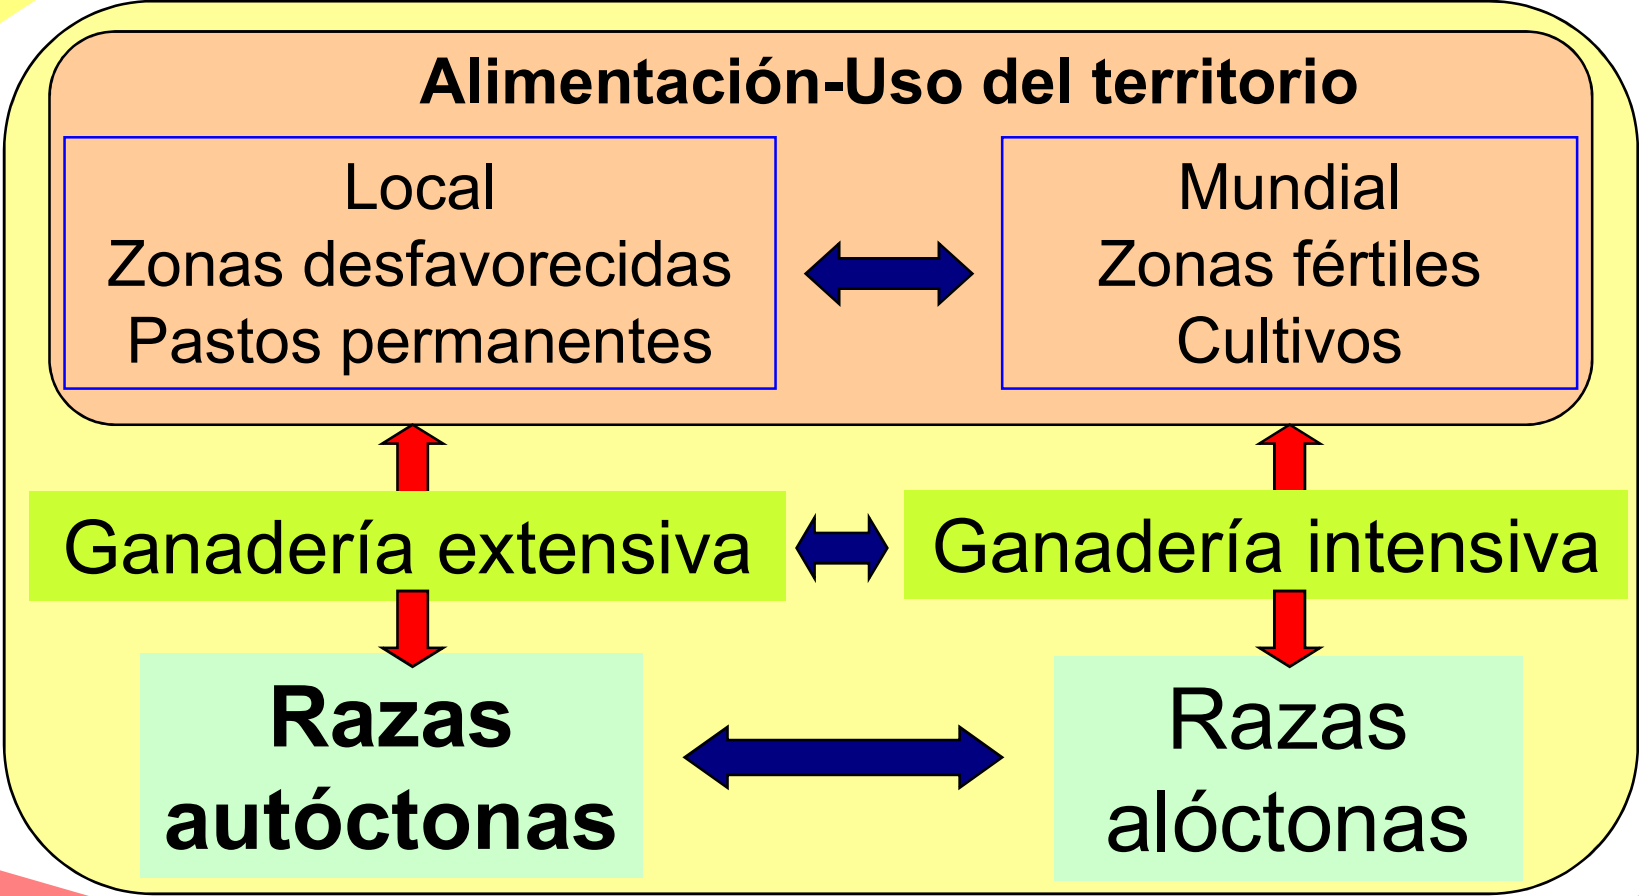 Alimentación-Uso del territorio
Local
Zonas desfavorecidas
Pastos permanentes
Mundial
Zonas fértiles
Cultivos
Ganadería extensiva
Ganadería intensiva
Razas
autóctonas
Razas
alóctonas